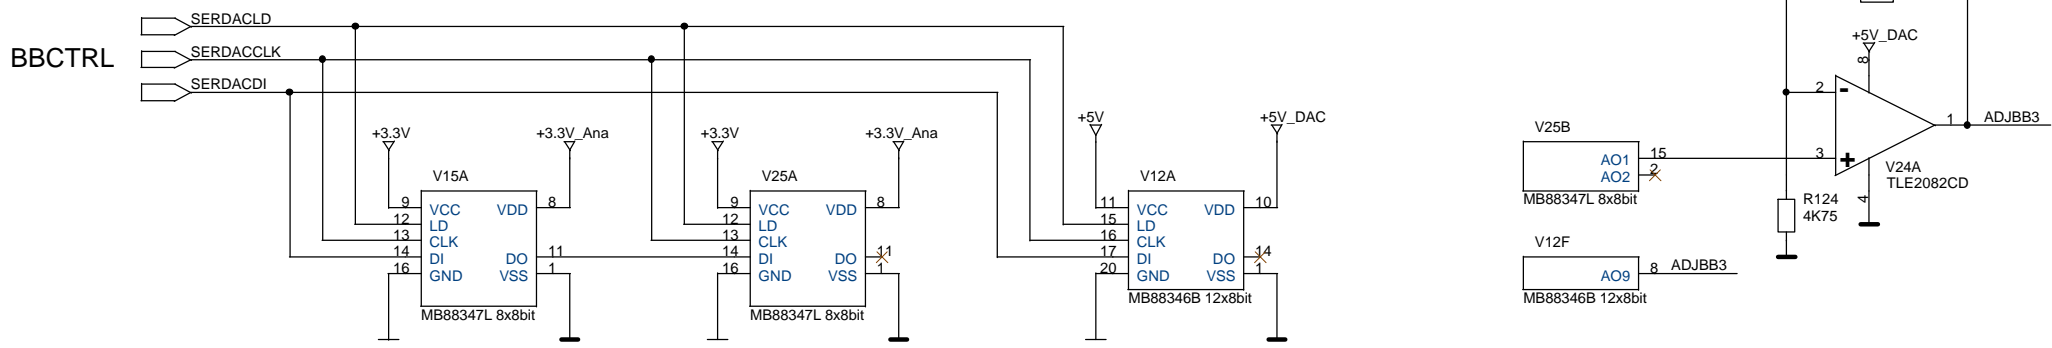 SERDACLD
BBCTRL SERDACCLK
SERDACDI
+3.3V +3.3V_Ana
V15A
9 VCC VDD 8
12 LD
13 CLK
14 DI DO 11
16 GND VSS 1
MB88347L 8x8bit
+3.3V +3.3V_Ana
V25A
9 VCC VDD 8
12 LD
13 CLK
14 DI DO 11
16 GND VSS 1
MB88347L 8x8bit
+5V +5V_DAC
V12A
11 VCC VDD 10
15 LD
16 CLK
17 DI DO 14
20 GND VSS 1
MB88346B 12x8bit
V25B
AO1 15
AO2 2
MB88347L 8x8bit
V12F
AO9 8 ADJBB3
MB88346B 12x8bit
+5V_DAC
8
2 -
1 ADJBB3
3 +
V24A
TLE2082CD
4
R124
4K75